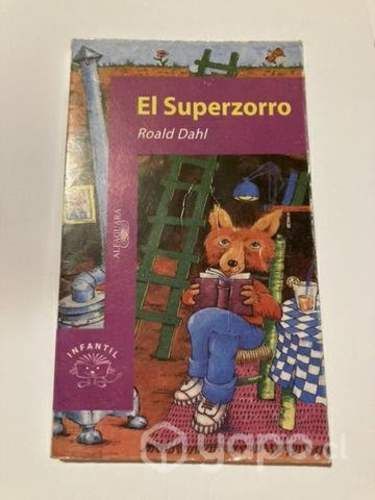 El Superzorro
Roald Dahl
ALFAGUARA
INFANTIL
yapo.cl